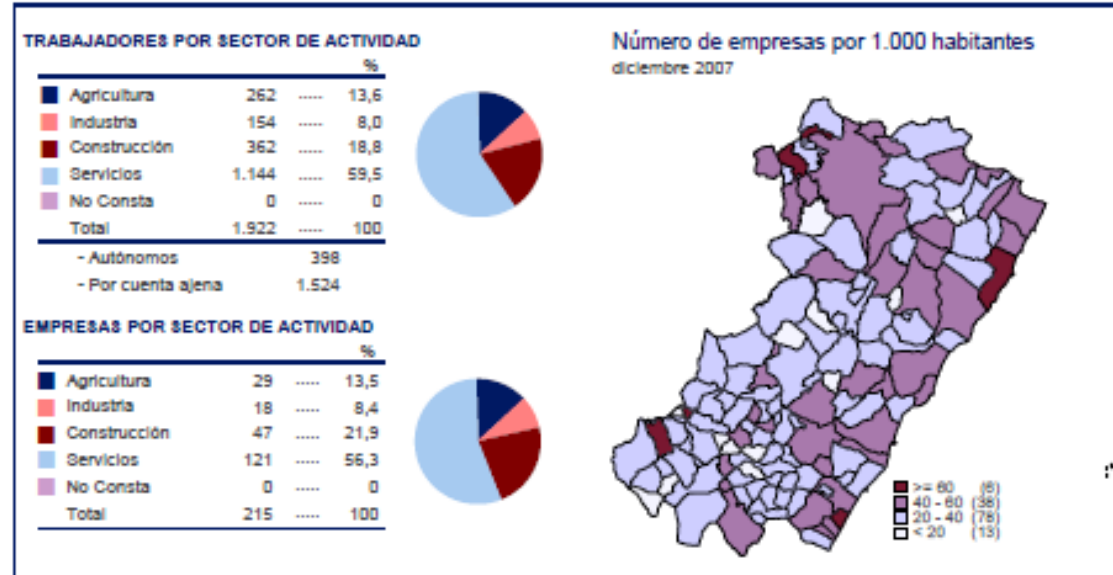 TRABAJADORES POR SECTOR DE ACTIVIDAD
%
Agricultura 262 ..... 13,6
Industria 154 ..... 8,0
Construcción 362 ..... 18,8
Servicios 1.144 ..... 59,5
No Consta 0 ..... 0
Total 1.922 ..... 100
- Autónomos 398
- Por cuenta ajena 1.524
EMPRESAS POR SECTOR DE ACTIVIDAD
%
Agricultura 29 ..... 13,5
Industria 18 ..... 8,4
Construcción 47 ..... 21,9
Servicios 121 ..... 56,3
No Consta 0 ..... 0
Total 215 ..... 100
Número de empresas por 1.000 habitantes
diciembre 2007
>= 60 (6)
40 - 60 (38)
20 - 40 (78)
< 20 (13)